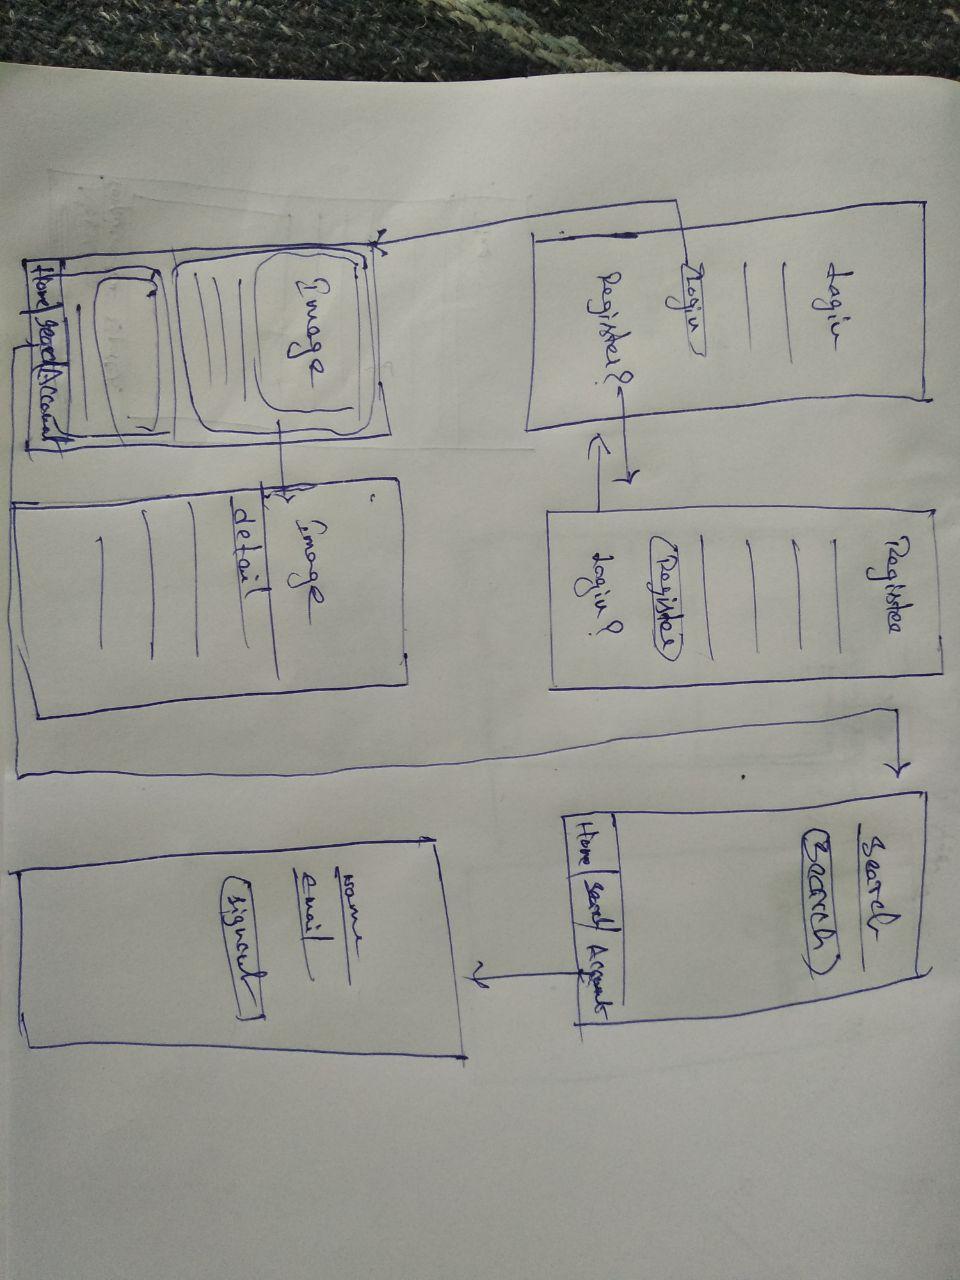 Login
Login
Register?
Register
Register
Login?
Search
Search
Home | Search | Account
Image
Home | Search | Account
Image
detail
Name
email
signout